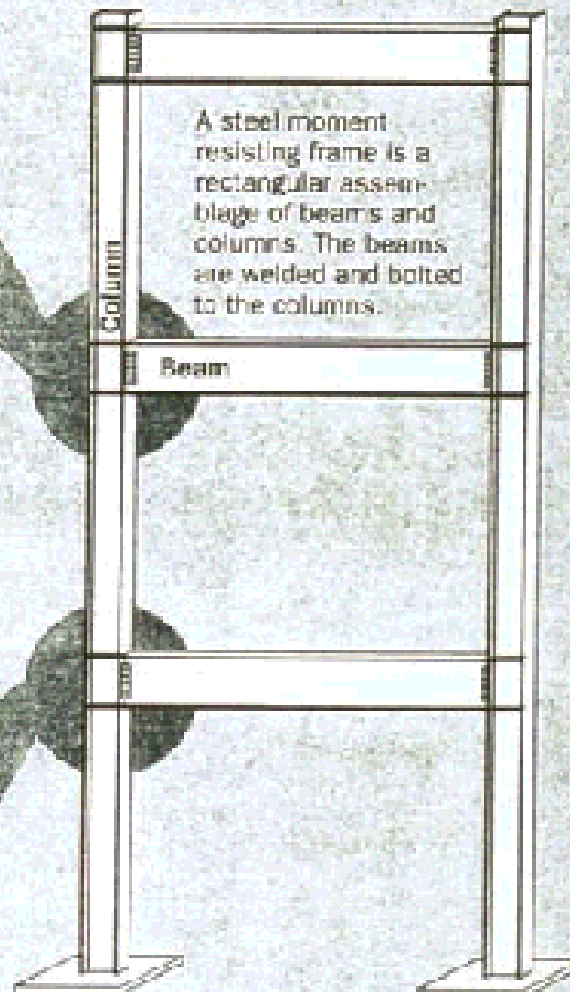 A steel moment
resisting frame is a
rectangular assem-
blage of beams and
columns. The beams
are welded and bolted
to the columns.
Column
Beam